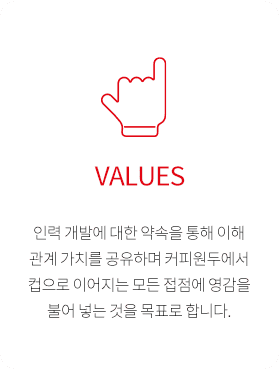 VALUES
인력 개발에 대한 약속을 통해 이해
관계 가치를 공유하며 커피원두에서
컵으로 이어지는 모든 접점에 영감을
불어 넣는 것을 목표로 합니다.